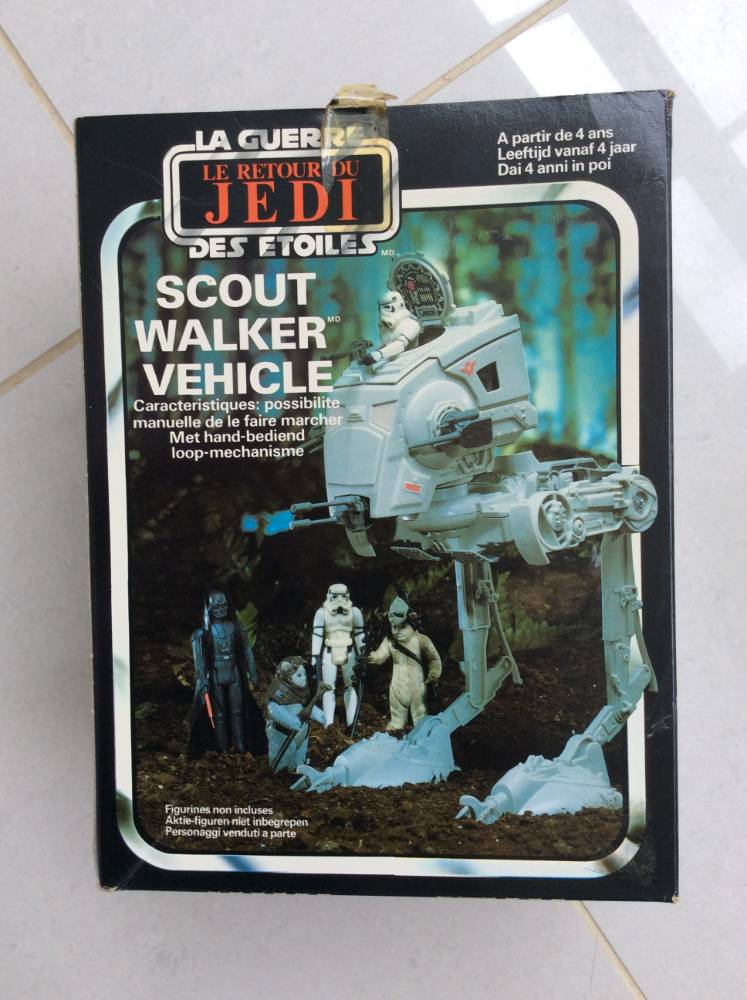 LA GUERRE
LE RETOUR DU
JEDI
DES ETOILES MD
A partir de 4 ans
Leeftijd vanaf 4 jaar
Dai 4 anni in poi
SCOUT
WALKER MD
VEHICLE
Caracteristiques: possibilite
manuelle de le faire marcher
Met hand-bediend
loop-mechanisme
Figurines non incluses
Aktie-figuren niet inbegrepen
Personaggi venduti a parte